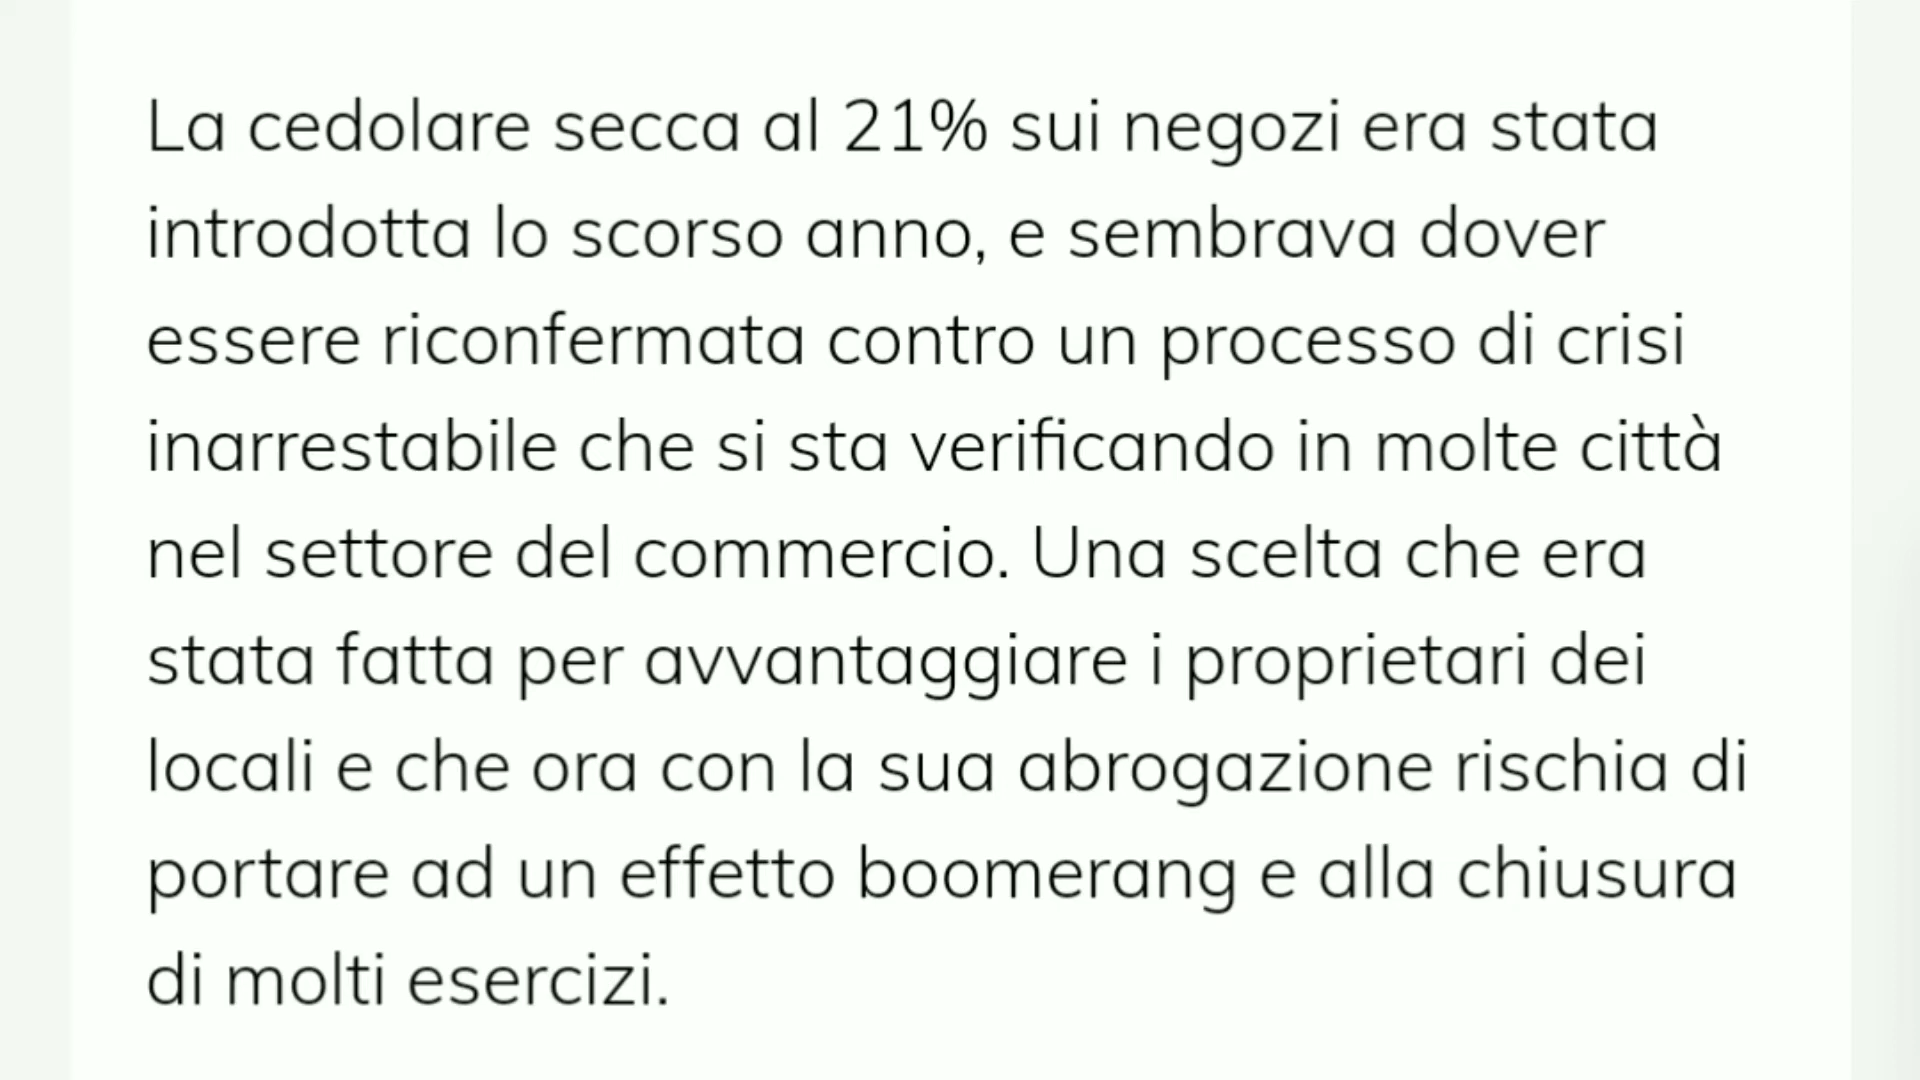 La cedolare secca al 21% sui negozi era stata
introdotta lo scorso anno, e sembrava dover
essere riconfermata contro un processo di crisi
inarrestabile che si sta verificando in molte città
nel settore del commercio. Una scelta che era
stata fatta per avvantaggiare i proprietari dei
locali e che ora con la sua abrogazione rischia di
portare ad un effetto boomerang e alla chiusura
di molti esercizi.